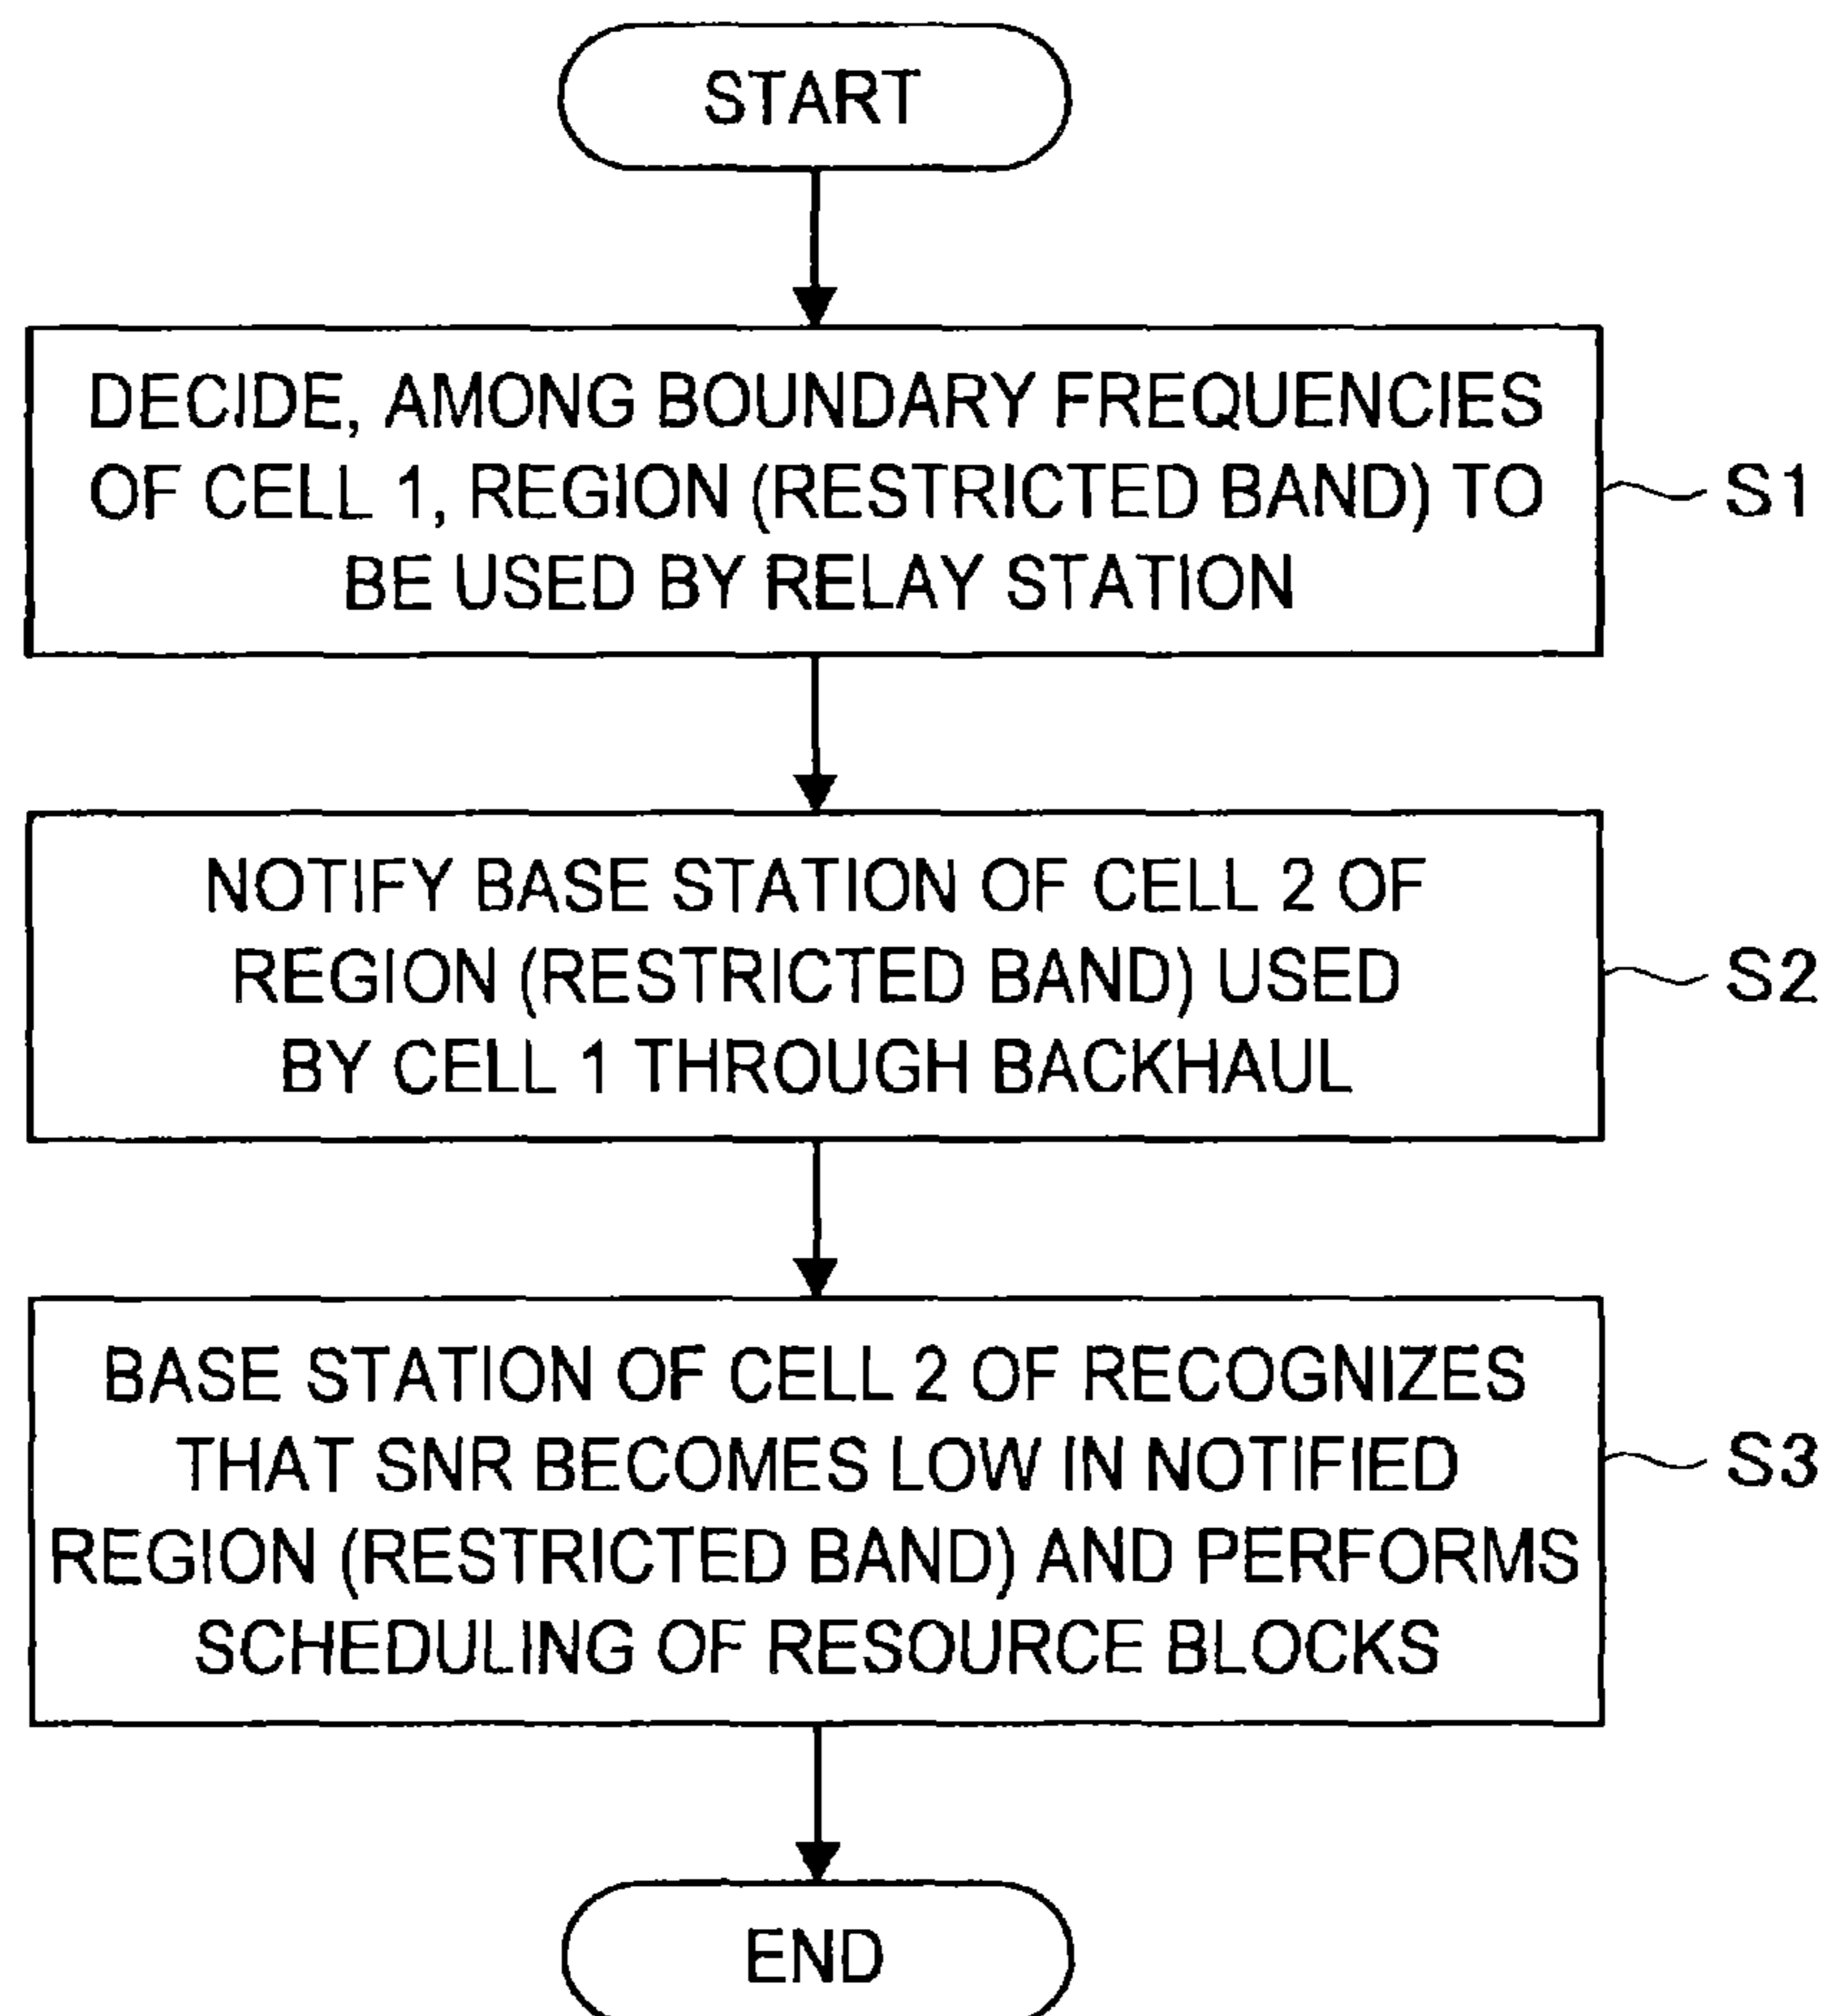 START
DECIDE, AMONG BOUNDARY FREQUENCIES
OF CELL 1, REGION (RESTRICTED BAND) TO
BE USED BY RELAY STATION
S1
NOTIFY BASE STATION OF CELL 2 OF
REGION (RESTRICTED BAND) USED
BY CELL 1 THROUGH BACKHAUL
S2
BASE STATION OF CELL 2 OF RECOGNIZES
THAT SNR BECOMES LOW IN NOTIFIED
REGION (RESTRICTED BAND) AND PERFORMS
SCHEDULING OF RESOURCE BLOCKS
S3
END